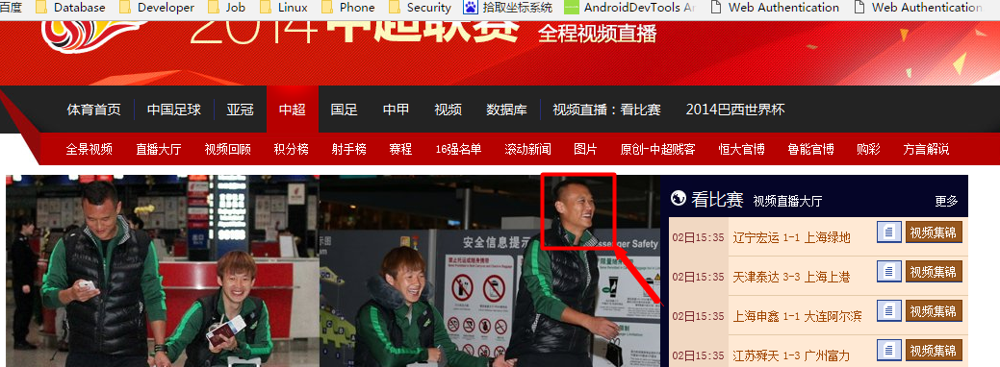 百度 Database Developer Job Linux Phone Security 拾取坐标系统 AndroidDevTools An Web Authentication Web Authentication
2014中超联赛 全程视频直播
体育首页 中国足球 亚冠 中超 国足 中甲 视频 数据库 视频直播：看比赛 2014巴西世界杯
全景视频 直播大厅 视频回顾 积分榜 射手榜 赛程 16强名单 滚动新闻 图片 原创-中超贱客 恒大官博 鲁能官博 购彩 方言解说
安全信息提示
Passenger Safety
看比赛 视频直播大厅 更多
02日15:35 辽宁宏运 1-1 上海绿地 视频集锦
02日15:35 天津泰达 3-3 上海上港 视频集锦
02日15:35 上海申鑫 1-1 大连阿尔滨 视频集锦
02日15:35 江苏舜天 1-3 广州富力 视频集锦